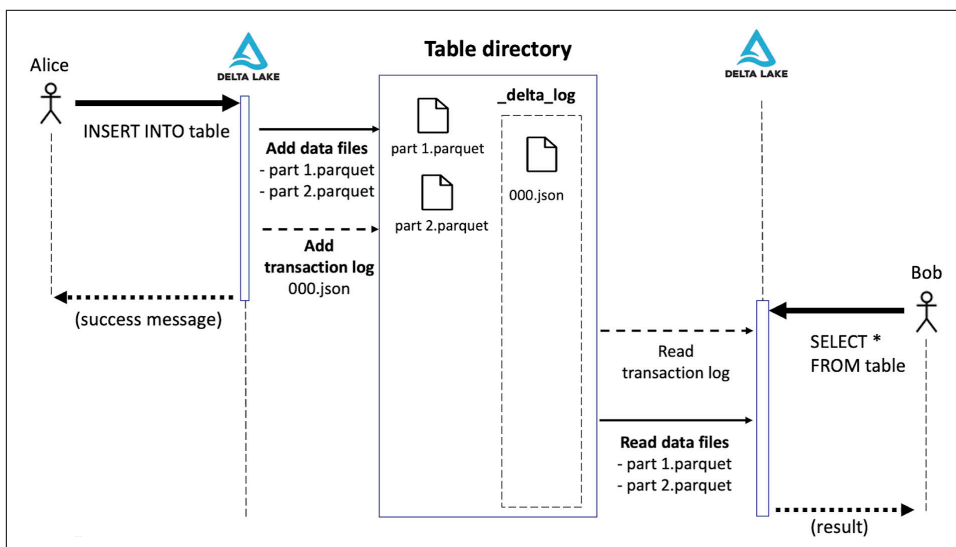 Table directory
Alice
DELTA LAKE
DELTA LAKE
INSERT INTO table
Add data files
- part 1.parquet
- part 2.parquet
Add
transaction log
000.json
(success message)
_delta_log
part 1.parquet
000.json
part 2.parquet
Bob
SELECT *
FROM table
Read
transaction log
Read data files
- part 1.parquet
- part 2.parquet
(result)